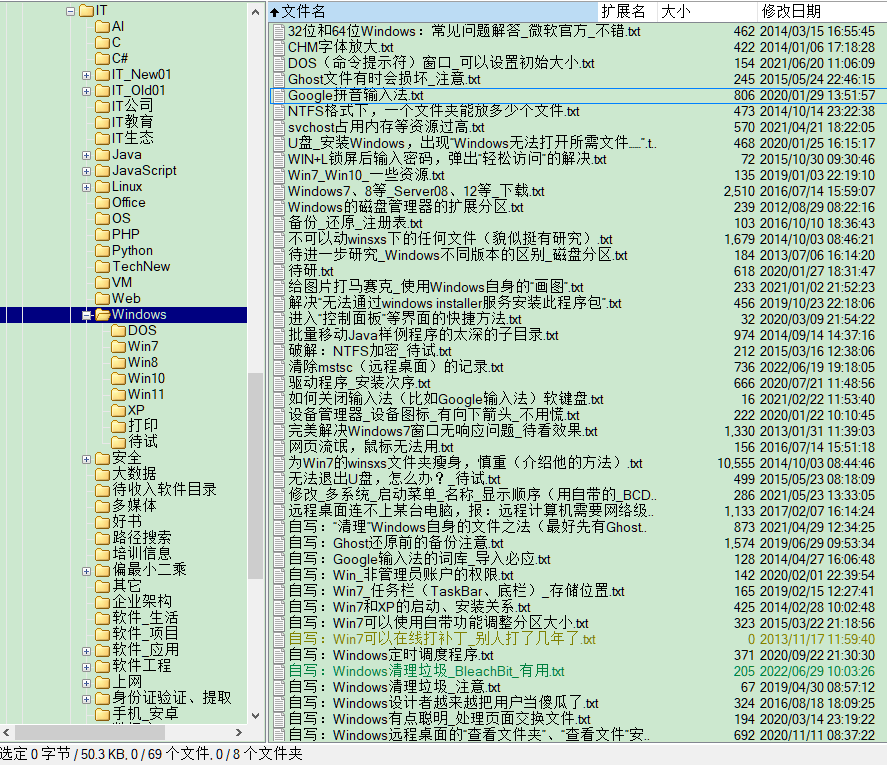 IT
AI
C
C#
IT_New01
IT_Old01
IT公司
IT教育
IT生态
Java
JavaScript
Linux
Office
OS
PHP
Python
TechNew
VM
Web
Windows
DOS
Win7
Win8
Win10
Win11
XP
打印
待试
安全
大数据
待收入软件目录
多媒体
好书
路径搜索
培训信息
偏最小二乘
其它
企业架构
软件_生活
软件_项目
软件_应用
软件工程
上网
身份证验证、提取
手机_安卓
文件名 扩展名 大小 修改日期
32位和64位Windows：常见问题解答_微软官方_不错.txt 462 2014/03/15 16:55:45
CHM字体放大.txt 422 2014/01/06 17:18:28
DOS（命令提示符）窗口_可以设置初始大小.txt 154 2021/06/20 11:06:09
Ghost文件有时会损坏_注意.txt 245 2015/05/24 22:46:15
Google拼音输入法.txt 806 2020/01/29 13:51:57
NTFS格式下，一个文件夹能放多少个文件.txt 473 2014/10/14 23:22:38
svchost占用内存等资源过高.txt 570 2021/04/21 18:22:05
U盘_安装Windows，出现“Windows无法打开所需文件……”.t.. 468 2020/01/25 16:15:17
WIN+L锁屏后输入密码，弹出“轻松访问”的解决.txt 72 2015/10/30 09:30:46
Win7_Win10_一些资源.txt 135 2019/01/03 22:19:10
Windows7、8等_Server08、12等_下载.txt 2,510 2016/07/14 15:59:07
Windows的磁盘管理器的扩展分区.txt 239 2012/08/29 08:22:16
备份_还原_注册表.txt 103 2016/10/10 18:36:43
不可以动winsxs下的任何文件（貌似挺有研究）.txt 1,679 2014/10/03 08:46:21
待进一步研究_Windows不同版本的区别_磁盘分区.txt 184 2013/07/06 16:14:20
待研.txt 618 2020/01/27 18:31:47
给图片打马赛克_使用Windows自身的“画图”.txt 233 2021/01/02 21:52:23
解决“无法通过windows installer服务安装此程序包”.txt 456 2019/10/23 22:18:06
进入“控制面板”等界面的快捷方法.txt 32 2020/03/09 21:54:22
批量移动Java样例程序的太深的子目录.txt 974 2014/09/14 14:37:16
破解：NTFS加密_待试.txt 212 2015/03/16 12:38:06
清除mstsc（远程桌面）的记录.txt 736 2022/06/19 19:18:05
驱动程序_安装次序.txt 666 2020/07/21 11:48:56
如何关闭输入法（比如Google输入法）软键盘.txt 16 2021/02/22 11:53:40
设备管理器_设备图标_有向下箭头_不用慌.txt 222 2020/01/22 10:10:45
完美解决Windows7窗口无响应问题_待看效果.txt 1,330 2013/01/31 11:39:03
网页流氓，鼠标无法用.txt 156 2016/07/14 15:51:18
为Win7的winsxs文件夹瘦身，慎重（介绍他的方法）.txt 10,555 2014/10/03 08:44:46
无法退出U盘，怎么办？_待试.txt 499 2015/05/23 08:18:09
修改_多系统_启动菜单_名称_显示顺序（用自带的_BCD.. 286 2021/05/23 13:33:05
远程桌面连不上某台电脑，报：远程计算机需要网络级.. 1,133 2017/02/07 16:14:24
自写：“清理”Windows自身的文件之法（最好先有Ghost.. 873 2021/04/29 12:34:25
自写：Ghost还原前的备份注意.txt 1,574 2019/06/29 09:53:34
自写：Google输入法的词库_导入必应.txt 128 2014/04/27 16:06:48
自写：Win_非管理员账户的权限.txt 142 2020/02/01 22:39:54
自写：Win7_任务栏（TaskBar、底栏）_存储位置.txt 165 2019/02/15 12:27:41
自写：Win7和XP的启动、安装关系.txt 425 2014/02/28 10:02:48
自写：Win7可以使用自带功能调整分区大小.txt 323 2015/03/22 21:18:56
自写：Win7可以在线打补丁_别人打了几年了.txt 0 2013/11/17 11:59:40
自写：Windows定时调度程序.txt 371 2020/09/22 21:30:30
自写：Windows清理垃圾_BleachBit_有用.txt 205 2022/06/29 10:03:26
自写：Windows清理垃圾_注意.txt 67 2019/04/30 08:57:12
自写：Windows设计者越来越把用户当傻瓜了.txt 324 2016/08/18 18:09:25
自写：Windows有点聪明_处理页面交换文件.txt 194 2020/03/14 23:19:22
自写：Windows远程桌面的“查看文件夹”、“查看文件”安.. 692 2020/11/11 08:37:22
选定 0 字节 / 50.3 KB, 0 / 69 个文件, 0 / 8 个文件夹